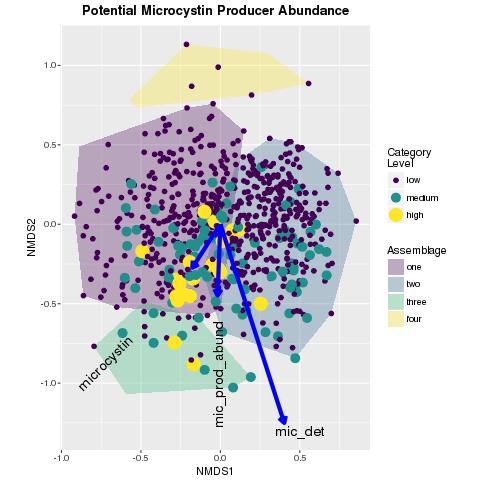 Potential Microcystin Producer Abundance
1.0
0.5
0.0
-0.5
-1.0
NMDS2
microcystin
mic_prod_abund
mic_det
-1.0 -0.5 0.0 0.5
NMDS1
Category
Level
low
medium
high
Assemblage
one
two
three
four